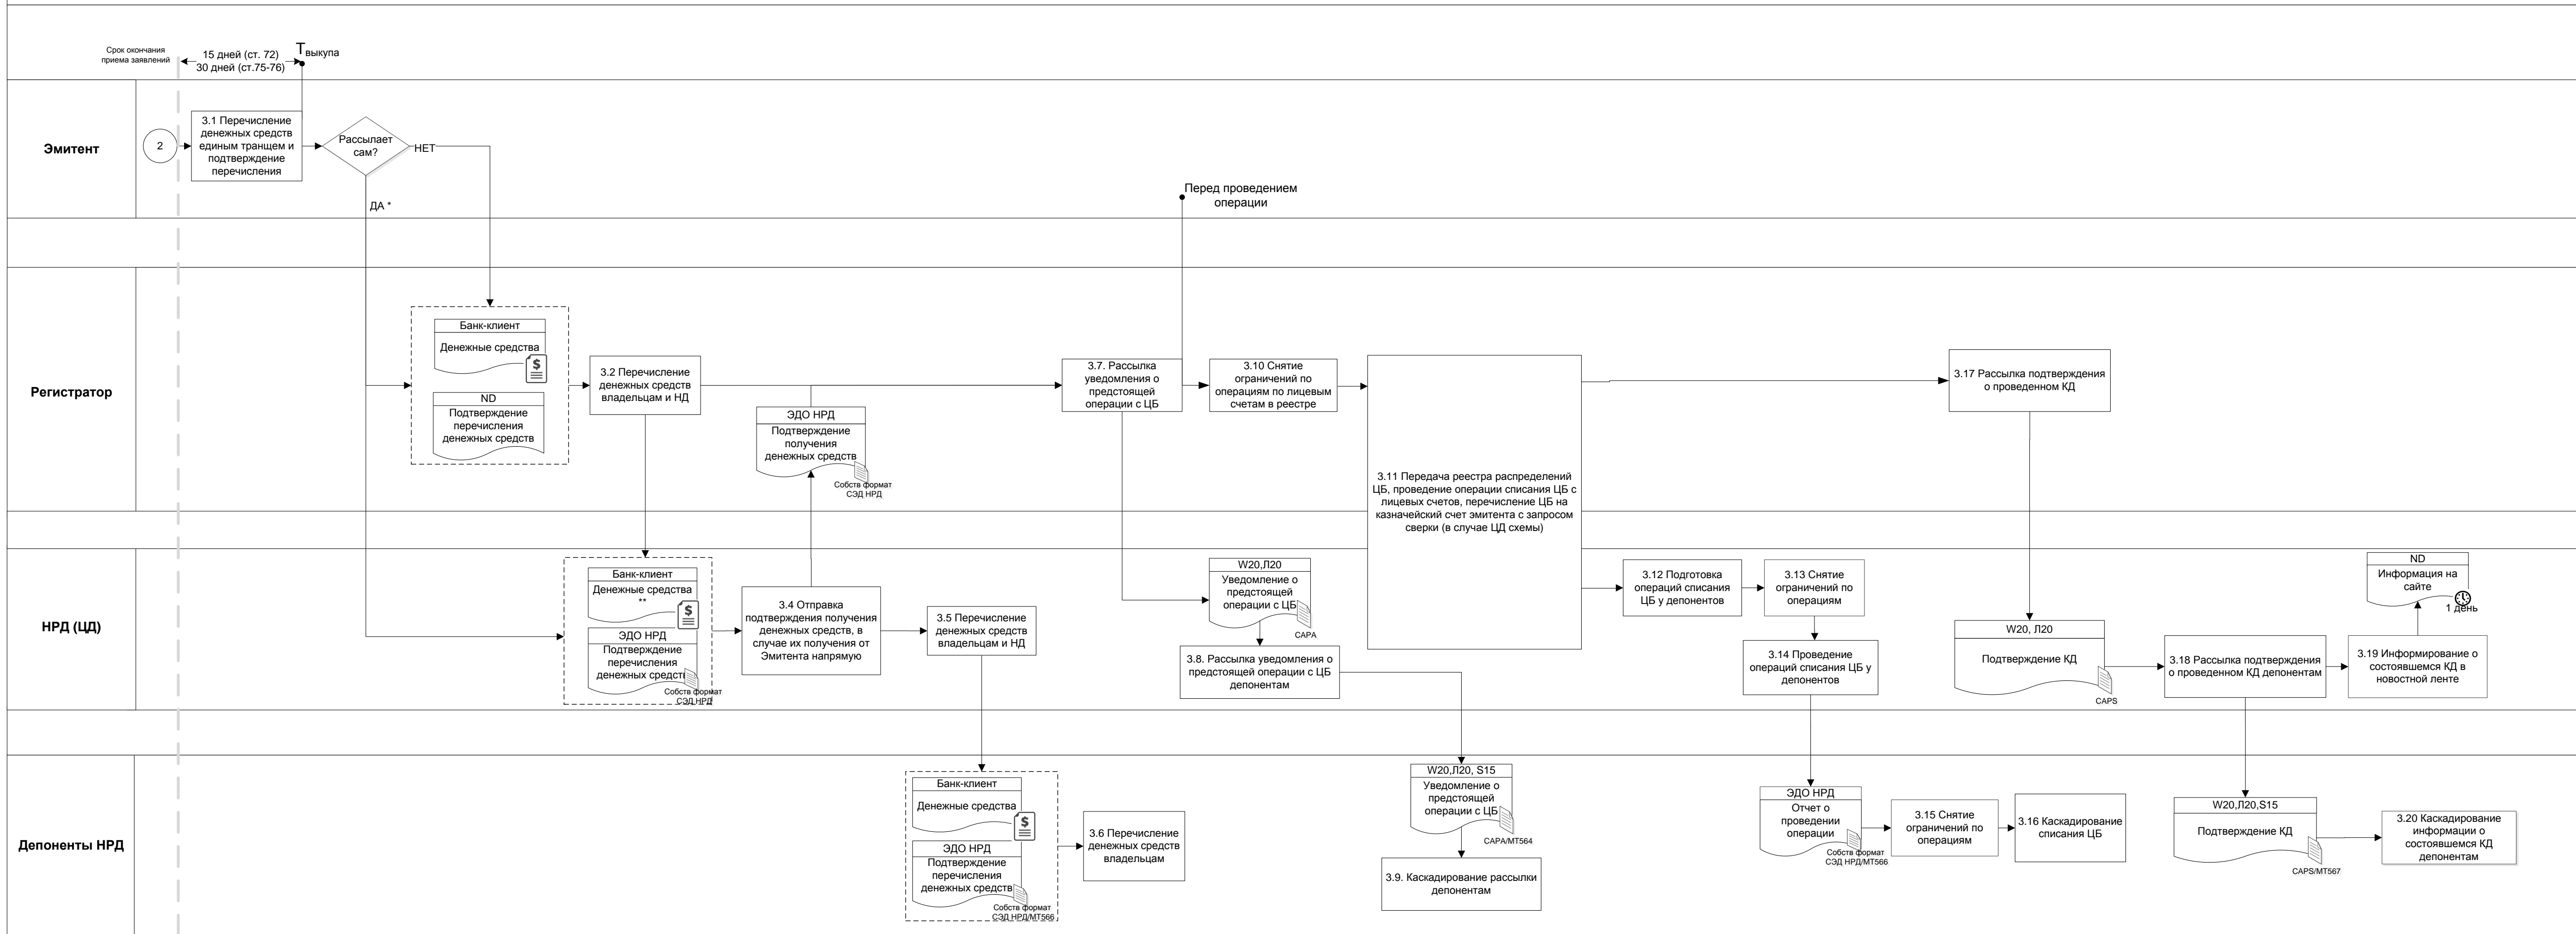 Срок окончания
приема заявлений
15 дней (ст. 72)
30 дней (ст.75-76)
Tвыкупа
Эмитент
2
3.1 Перечисление
денежных средств
единым траншем и
подтверждение
перечисления
Рассылает
сам?
НЕТ
ДА *
Перед проведением
операции
Регистратор
Банк-клиент
Денежные средства
ND
Подтверждение
перечисления
денежных средств
3.2 Перечисление
денежных средств
владельцам и НД
ЭДО НРД
Подтверждение
получения
денежных средств
Собств формат
СЭД НРД
3.7. Рассылка
уведомления о
предстоящей
операции с ЦБ
3.10 Снятие
ограничений по
операциям по лицевым
счетам в реестре
3.11 Передача реестра распределений
ЦБ, проведение операции списания ЦБ с
лицевых счетов, перечисление ЦБ на
казначейский счет эмитента с запросом
сверки (в случае ЦД схемы)
3.17 Рассылка подтверждения
о проведенном КД
НРД (ЦД)
Банк-клиент
Денежные средства
**
ЭДО НРД
Подтверждение
перечисления
денежных средств
Собств формат
СЭД НРД
3.4 Отправка
подтверждения получения
денежных средств, в
случае их получения от
Эмитента напрямую
3.5 Перечисление
денежных средств
владельцам и НД
W20,Л20
Уведомление о
предстоящей
операции с ЦБ
CAPA
3.8. Рассылка уведомления о
предстоящей операции с ЦБ
депонентам
3.12 Подготовка
операций списания
ЦБ у депонентов
3.13 Снятие
ограничений по
операциям
3.14 Проведение
операций списания ЦБ у
депонентов
W20, Л20
Подтверждение КД
CAPS
3.18 Рассылка подтверждения
о проведенном КД депонентам
ND
Информация на
сайте
1 день
3.19 Информирование о
состоявшемся КД в
новостной ленте
Депоненты НРД
Банк-клиент
Денежные средства
ЭДО НРД
Подтверждение
перечисления
денежных средств
Собств формат
СЭД НРД/МТ566
3.6 Перечисление
денежных средств
владельцам
W20,Л20, S15
Уведомление о
предстоящей
операции с ЦБ
CAPA/MT564
3.9. Каскадирование рассылки
депонентам
ЭДО НРД
Отчет о
проведении
операции
Собств формат
СЭД НРД/МТ566
3.15 Снятие
ограничений по
операциям
3.16 Каскадирование
списания ЦБ
W20,Л20,S15
Подтверждение КД
CAPS/MT567
3.20 Каскадирование
информации о
состоявшемся КД
депонентам